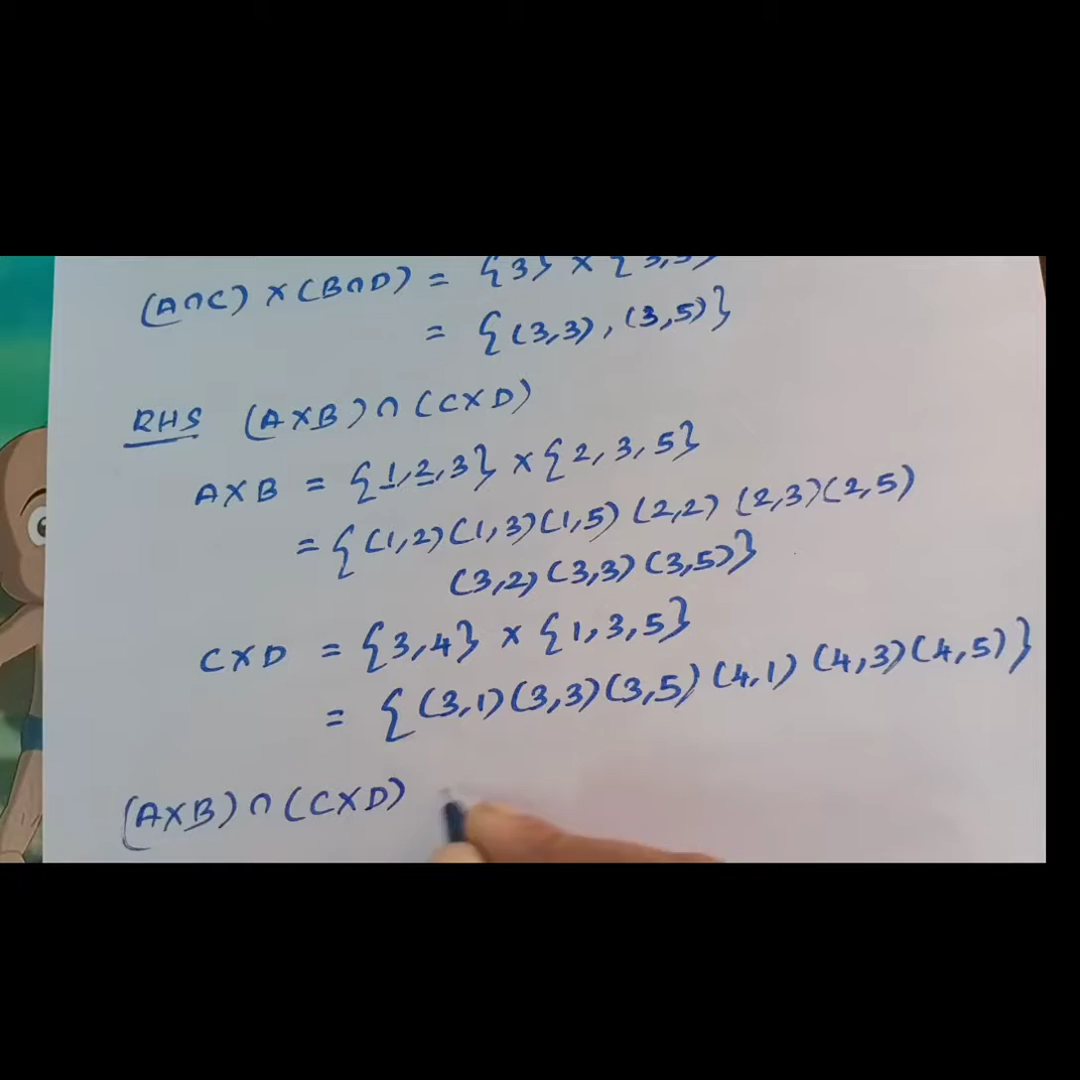 (A∩C) × (B∩D) = {3} × {3,5}
= {(3,3), (3,5)}
RHS (A×B) ∩ (C×D)
A×B = {1,2,3} × {2,3,5}
= {(1,2)(1,3)(1,5) (2,2) (2,3)(2,5)
(3,2) (3,3) (3,5)}
C×D = {3,4} × {1,3,5}
= {(3,1)(3,3)(3,5) (4,1) (4,3)(4,5)}
(A×B) ∩ (C×D)